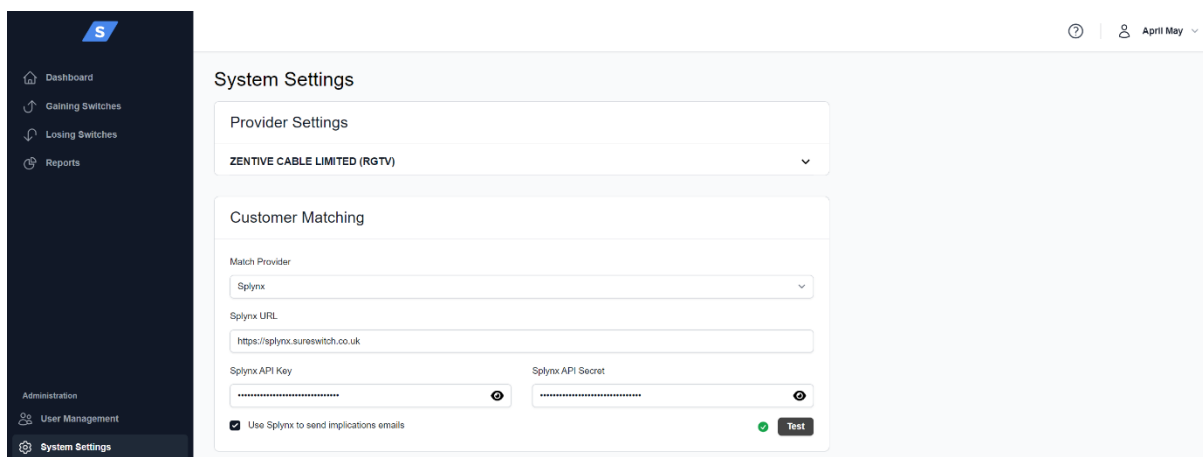 S
April May
Dashboard
Gaining Switches
Losing Switches
Reports
System Settings
Provider Settings
ZENTIVE CABLE LIMITED (RGTV)
Customer Matching
Match Provider
Splynx
Splynx URL
https://splynx.sureswitch.co.uk
Splynx API Key
Splynx API Secret
Use Splynx to send implications emails
Test
Administration
User Management
System Settings